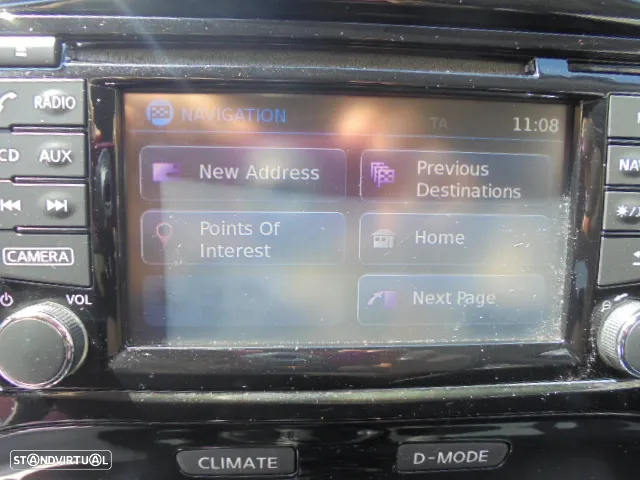 NAVIGATION
TA
11:08
RADIO
CD
AUX
CAMERA
VOL
New Address
Previous
Destinations
Points Of
Interest
Home
Next Page
NAV
CLIMATE
D-MODE
STANDVIRTUAL